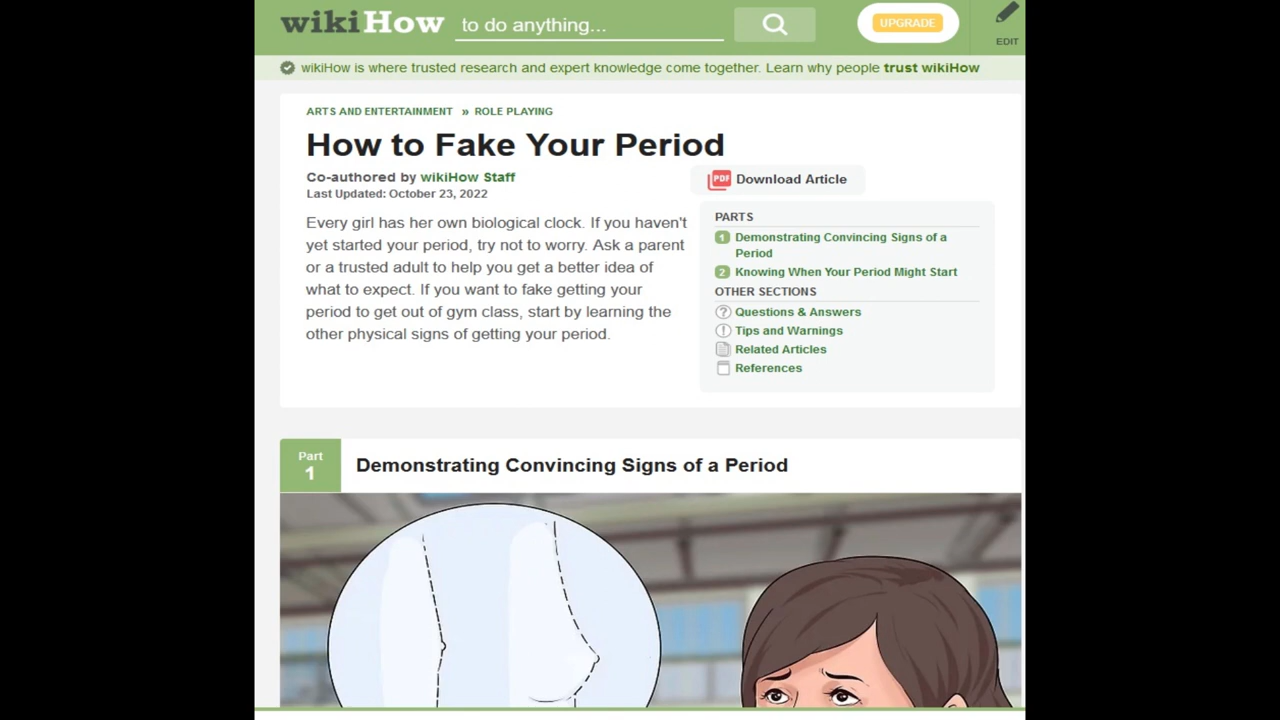 wikiHow to do anything... UPGRADE
EDIT
wikiHow is where trusted research and expert knowledge come together. Learn why people trust wikiHow
ARTS AND ENTERTAINMENT » ROLE PLAYING
How to Fake Your Period
Co-authored by wikiHow Staff
Last Updated: October 23, 2022
PDF Download Article
Every girl has her own biological clock. If you haven't
yet started your period, try not to worry. Ask a parent
or a trusted adult to help you get a better idea of
what to expect. If you want to fake getting your
period to get out of gym class, start by learning the
other physical signs of getting your period.
PARTS
1 Demonstrating Convincing Signs of a
Period
2 Knowing When Your Period Might Start
OTHER SECTIONS
? Questions & Answers
! Tips and Warnings
Related Articles
References
Part
1
Demonstrating Convincing Signs of a Period